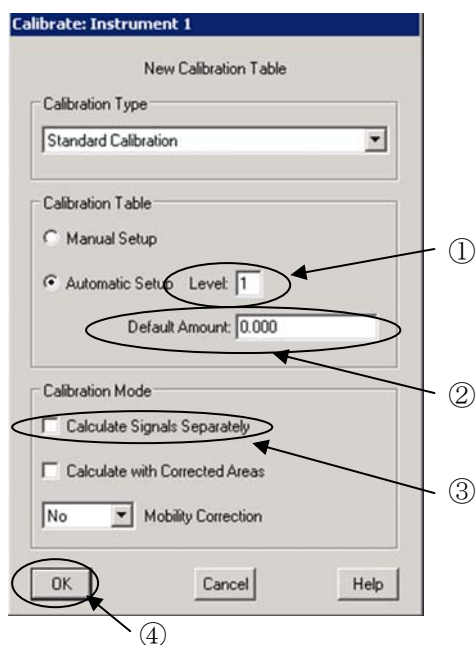 Calibrate: Instrument 1
New Calibration Table
Calibration Type
Standard Calibration
Calibration Table
Manual Setup
①
Automatic Setup Level: 1
Default Amount: 0.000
②
Calibration Mode
Calculate Signals Separately
Calculate with Corrected Areas
③
No Mobility Correction
OK Cancel Help
④